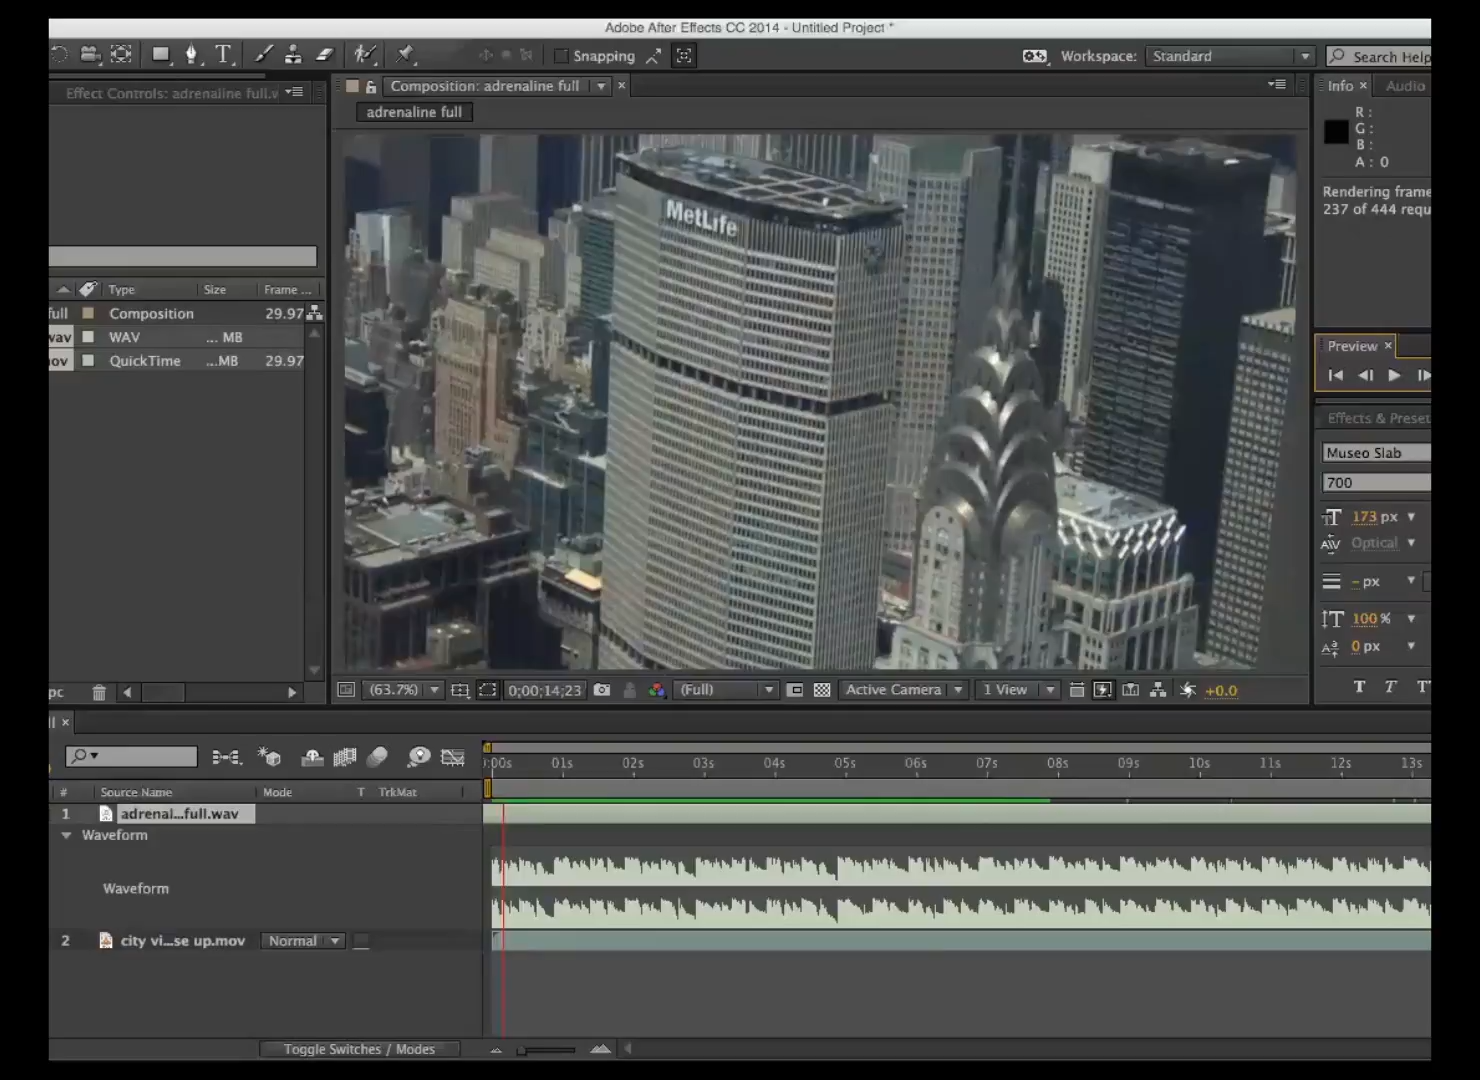 Adobe After Effects CC 2014 - Untitled Project *
Snapping
Workspace: Standard
Search Help
Effect Controls: adrenaline full.v
Composition: adrenaline full
Info
Audio
adrenaline full
R :
G :
B :
A : 0
Rendering frame
237 of 444 requ
MetLife
Type Size Frame ...
full Composition 29.97
wav WAV ... MB
ov QuickTime ...MB 29.97
Preview
Effects & Preset
Museo Slab
700
173 px
Optical
- px
100 %
0 px
T T T
pc
(63.7%) 0;00;14;23 (Full) Active Camera 1 View +0.0
ll
:00s 01s 02s 03s 04s 05s 06s 07s 08s 09s 10s 11s 12s 13s
# Source Name Mode T TrkMat
1 adrenal...full.wav
Waveform
Waveform
2 city vi...se up.mov Normal
Toggle Switches / Modes